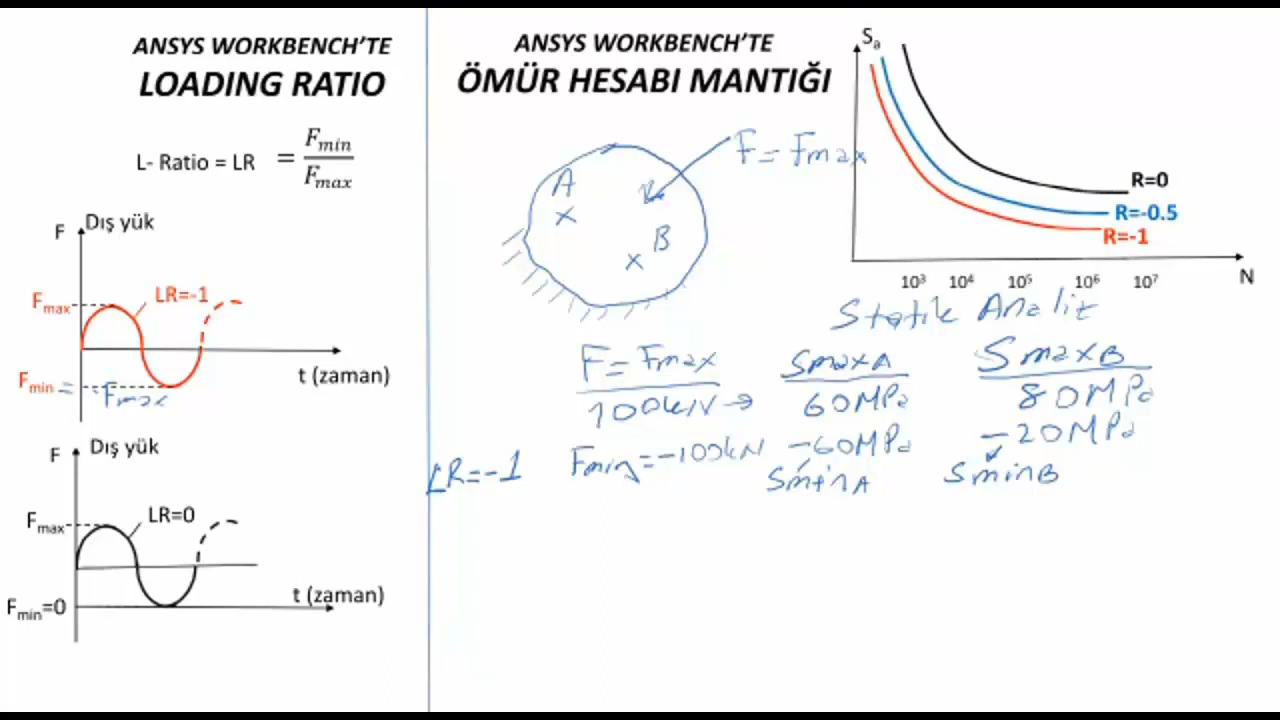 ANSYS WORKBENCH'TE
LOADING RATIO
L- Ratio = LR = Fmin / Fmax
F Dış yük
Fmax
LR=-1
Fmin = -Fmax
t (zaman)
F Dış yük
Fmax
LR=0
Fmin=0
t (zaman)
ANSYS WORKBENCH'TE
ÖMÜR HESABI MANTIĞI
F = Fmax
A
B
Sa
R=0
R=-0.5
R=-1
10³ 10⁴ 10⁵ 10⁶ 10⁷ N
Statik Analiz
F = Fmax SmaxA SmaxB
100kN → 60MPa 80MPa
LR=-1 Fmin=-100kN -60MPa -20MPa
SminA SminB